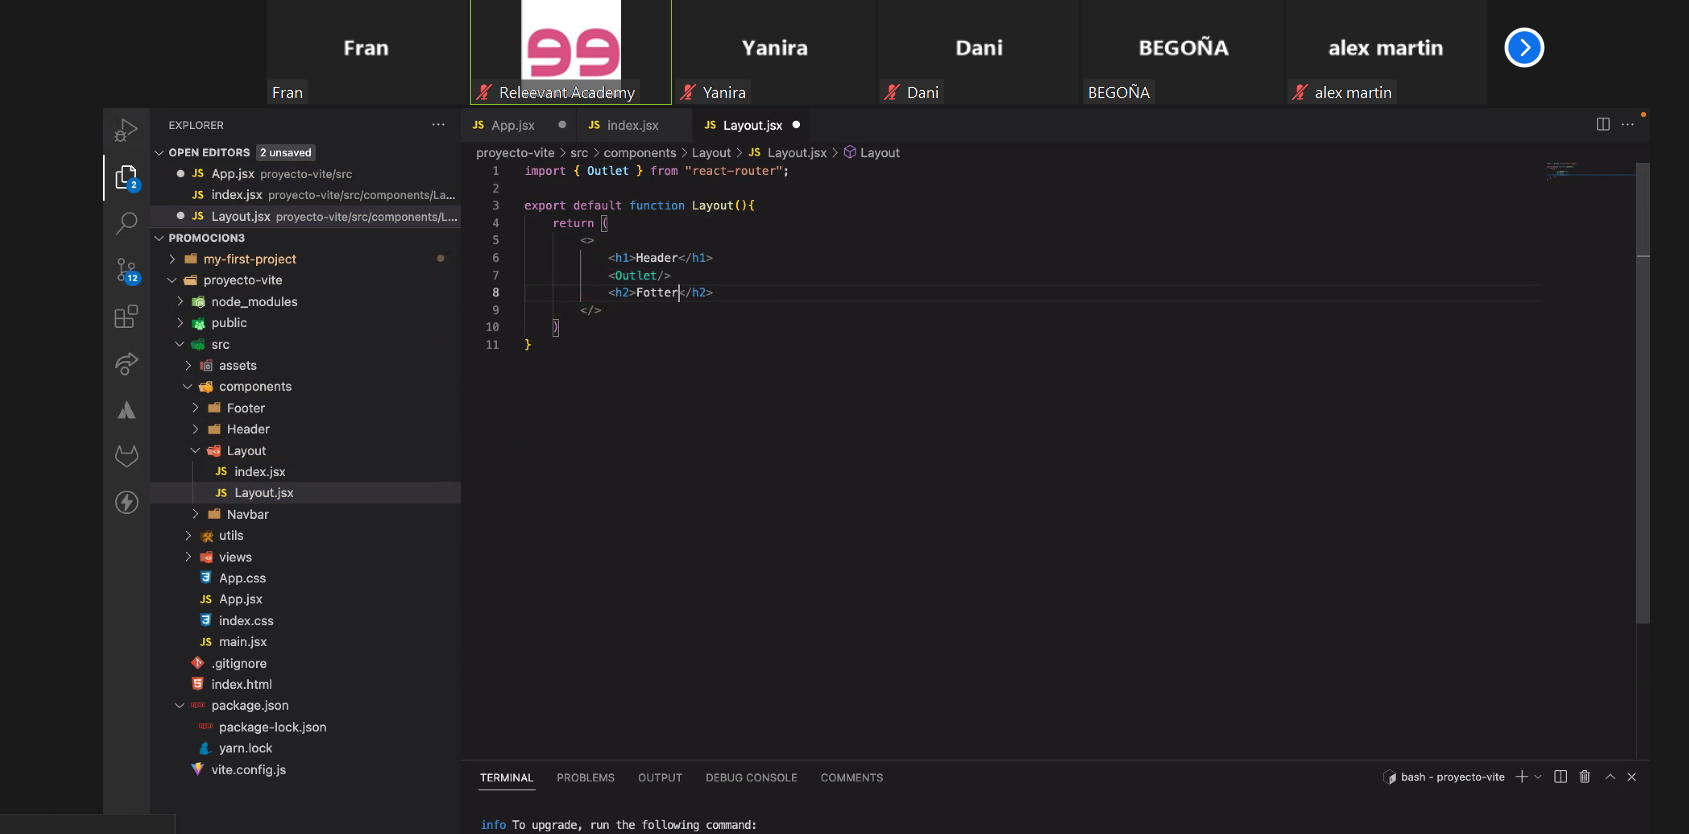 Fran
Yanira
Dani
BEGOÑA
alex martin
Fran
Releevant Academy
Yanira
Dani
BEGOÑA
alex martin
EXPLORER
OPEN EDITORS 2 unsaved
JS App.jsx proyecto-vite/src
JS index.jsx proyecto-vite/src/components/La...
JS Layout.jsx proyecto-vite/src/components/L...
PROMOCION3
my-first-project
proyecto-vite
node_modules
public
src
assets
components
Footer
Header
Layout
JS index.jsx
JS Layout.jsx
Navbar
utils
views
App.css
JS App.jsx
index.css
JS main.jsx
.gitignore
index.html
package.json
package-lock.json
yarn.lock
vite.config.js
2
12
JS App.jsx
JS index.jsx
JS Layout.jsx
proyecto-vite > src > components > Layout > JS Layout.jsx > Layout
1 import { Outlet } from "react-router";
2
3 export default function Layout(){
4 return (
5 <>
6 <h1>Header</h1>
7 <Outlet/>
8 <h2>Fotter</h2>
9 </>
10 )
11 }
TERMINAL PROBLEMS OUTPUT DEBUG CONSOLE COMMENTS
bash - proyecto-vite
info To upgrade, run the following command: